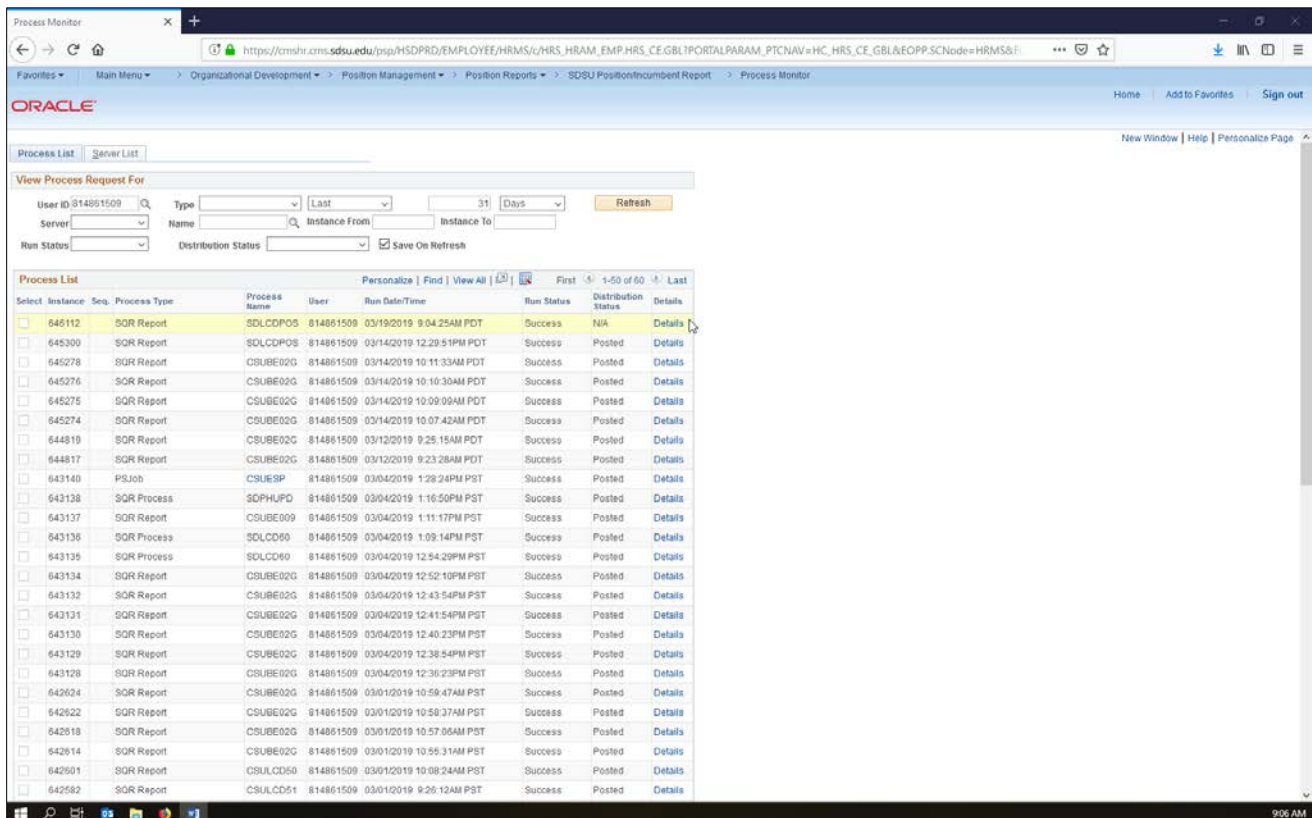 Process Monitor
https://cmshr.cms.sdsu.edu/psp/HSDPRD/EMPLOYEE/HRMS/c/HRS_HRAM_EMP.HRS_CE.GBL?PORTALPARAM_PTCNAV=HC_HRS_CE_GBL&EOPP.SCNode=HRMS&
Favorites Main Menu > Organizational Development > Position Management > Position Reports > SDSU Position/Incumbent Report > Process Monitor
Home Add to Favorites Sign out
ORACLE
New Window | Help | Personalize Page
Process List Server List
View Process Request For
User ID 814861509 Type Last 31 Days Refresh
Server Name Instance From Instance To
Run Status Distribution Status Save On Refresh
Process List Personalize | Find | View All | First 1-50 of 60 Last
Select Instance Seq. Process Type Process Name User Run Date/Time Run Status Distribution Status Details
646112 SQR Report SDLCDPOS 814861509 03/19/2019 9:04:25AM PDT Success N/A Details
645300 SQR Report SDLCDPOS 814861509 03/14/2019 12:29:51PM PDT Success Posted Details
645278 SQR Report CSUBE02G 814861509 03/14/2019 10:11:33AM PDT Success Posted Details
645276 SQR Report CSUBE02G 814861509 03/14/2019 10:10:30AM PDT Success Posted Details
645275 SQR Report CSUBE02G 814861509 03/14/2019 10:09:09AM PDT Success Posted Details
645274 SQR Report CSUBE02G 814861509 03/14/2019 10:07:42AM PDT Success Posted Details
644819 SQR Report CSUBE02G 814861509 03/12/2019 9:25:15AM PDT Success Posted Details
644817 SQR Report CSUBE02G 814861509 03/12/2019 9:23:28AM PDT Success Posted Details
643140 PSJob CSUESP 814861509 03/04/2019 1:28:24PM PST Success Posted Details
643138 SQR Process SDPHUPD 814861509 03/04/2019 1:16:50PM PST Success Posted Details
643137 SQR Report CSUBE009 814861509 03/04/2019 1:11:17PM PST Success Posted Details
643136 SQR Process SDLCD60 814861509 03/04/2019 1:09:14PM PST Success Posted Details
643135 SQR Process SDLCD60 814861509 03/04/2019 12:54:29PM PST Success Posted Details
643134 SQR Report CSUBE02G 814861509 03/04/2019 12:52:10PM PST Success Posted Details
643132 SQR Report CSUBE02G 814861509 03/04/2019 12:43:54PM PST Success Posted Details
643131 SQR Report CSUBE02G 814861509 03/04/2019 12:41:54PM PST Success Posted Details
643130 SQR Report CSUBE02G 814861509 03/04/2019 12:40:23PM PST Success Posted Details
643129 SQR Report CSUBE02G 814861509 03/04/2019 12:38:54PM PST Success Posted Details
643128 SQR Report CSUBE02G 814861509 03/04/2019 12:36:23PM PST Success Posted Details
642624 SQR Report CSUBE02G 814861509 03/01/2019 10:59:47AM PST Success Posted Details
642622 SQR Report CSUBE02G 814861509 03/01/2019 10:58:37AM PST Success Posted Details
642618 SQR Report CSUBE02G 814861509 03/01/2019 10:57:06AM PST Success Posted Details
642614 SQR Report CSUBE02G 814861509 03/01/2019 10:55:31AM PST Success Posted Details
642601 SQR Report CSULCD50 814861509 03/01/2019 10:08:24AM PST Success Posted Details
642582 SQR Report CSULCD51 814861509 03/01/2019 9:26:12AM PST Success Posted Details
9:06 AM